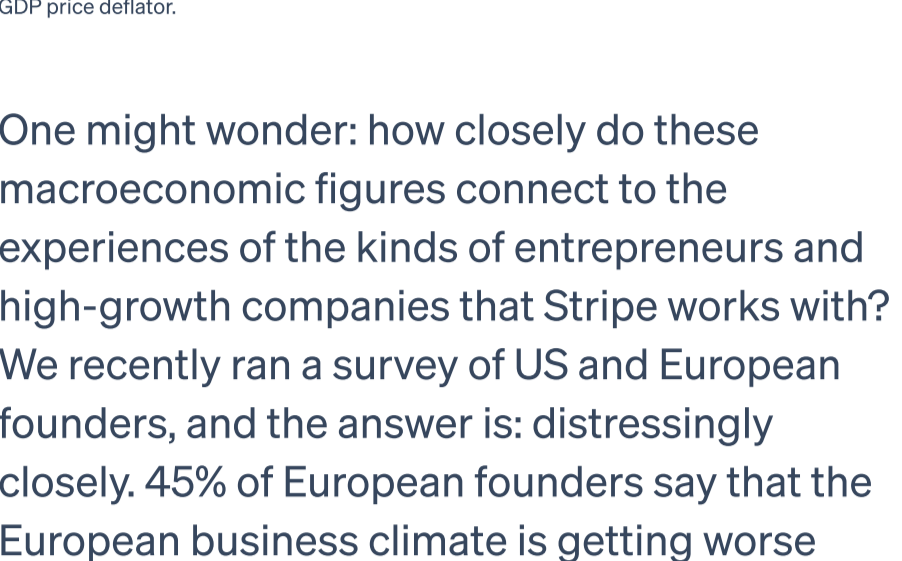 GDP price deflator.
One might wonder: how closely do these
macroeconomic figures connect to the
experiences of the kinds of entrepreneurs and
high-growth companies that Stripe works with?
We recently ran a survey of US and European
founders, and the answer is: distressingly
closely. 45% of European founders say that the
European business climate is getting worse